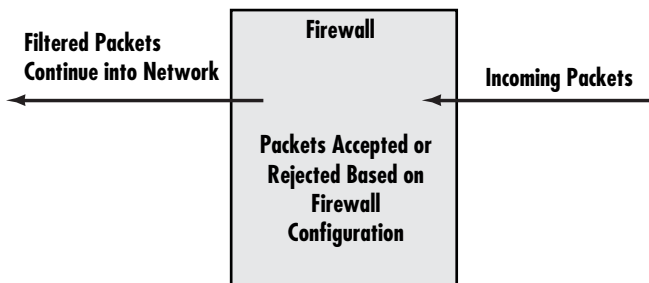 Firewall
Filtered Packets
Continue into Network
Incoming Packets
Packets Accepted or
Rejected Based on
Firewall
Configuration